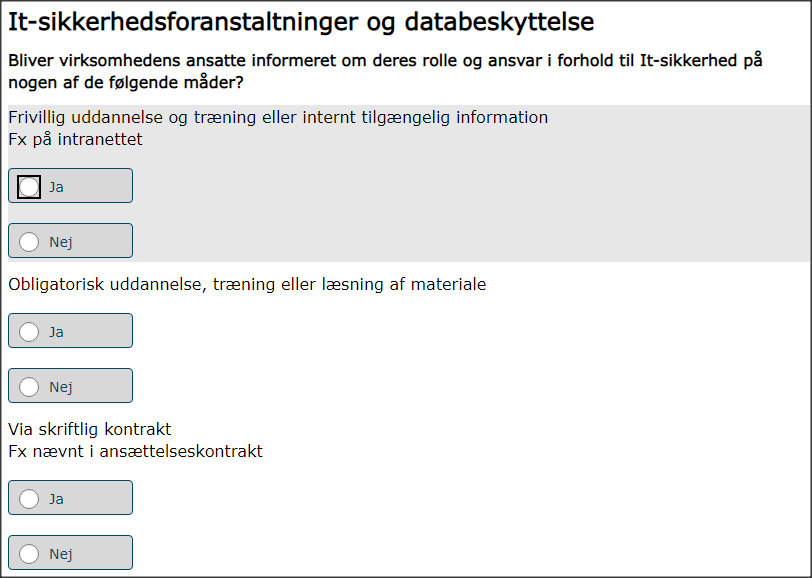 It-sikkerhedsforanstaltninger og databeskyttelse
Bliver virksomhedens ansatte informeret om deres rolle og ansvar i forhold til It-sikkerhed på
nogen af de følgende måder?
Frivillig uddannelse og træning eller internt tilgængelig information
Fx på intranettet
Ja
Nej
Obligatorisk uddannelse, træning eller læsning af materiale
Ja
Nej
Via skriftlig kontrakt
Fx nævnt i ansættelseskontrakt
Ja
Nej